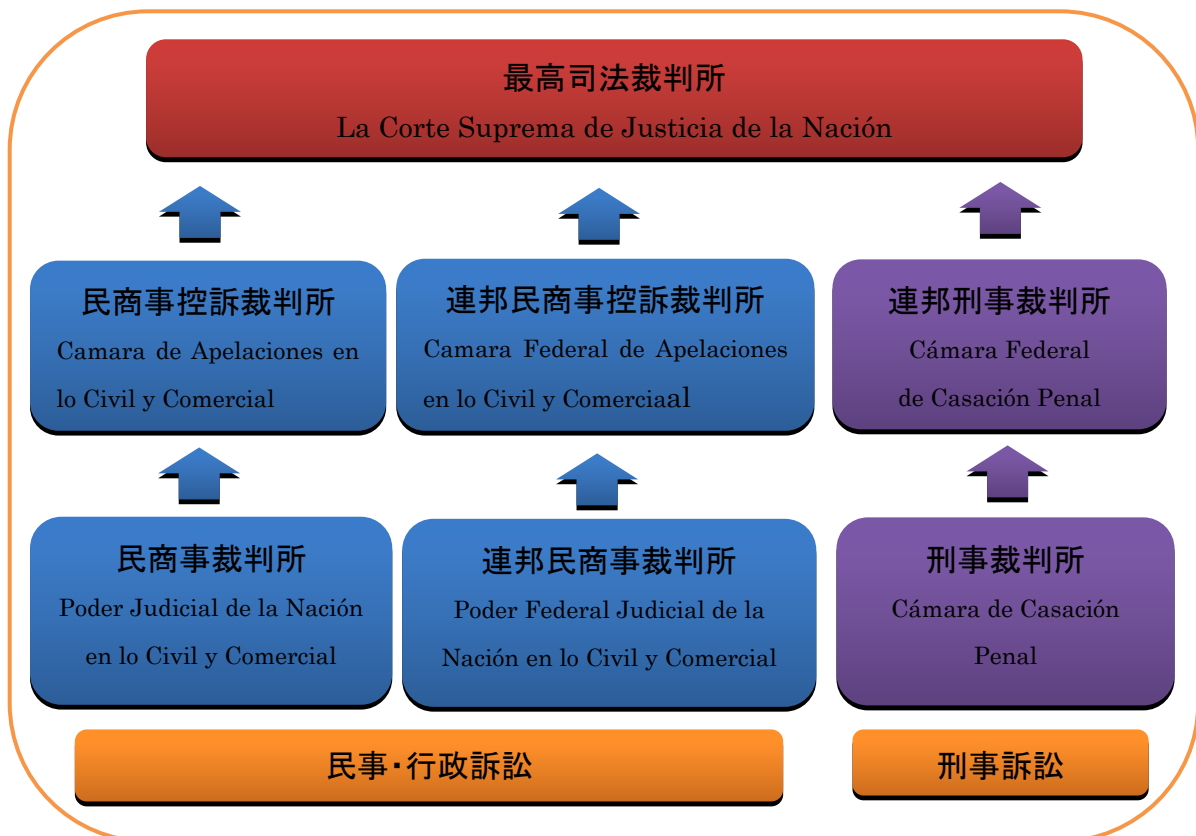 最高司法裁判所
La Corte Suprema de Justicia de la Nación
民商事控訴裁判所
Camara de Apelaciones en
lo Civil y Comercial
連邦民商事控訴裁判所
Camara Federal de Apelaciones
en lo Civil y Comerciaal
連邦刑事裁判所
Cámara Federal
de Casación Penal
民商事裁判所
Poder Judicial de la Nación
en lo Civil y Comercial
連邦民商事裁判所
Poder Federal Judicial de la
Nación en lo Civil y Comercial
刑事裁判所
Cámara de Casación
Penal
民事・行政訴訟
刑事訴訟